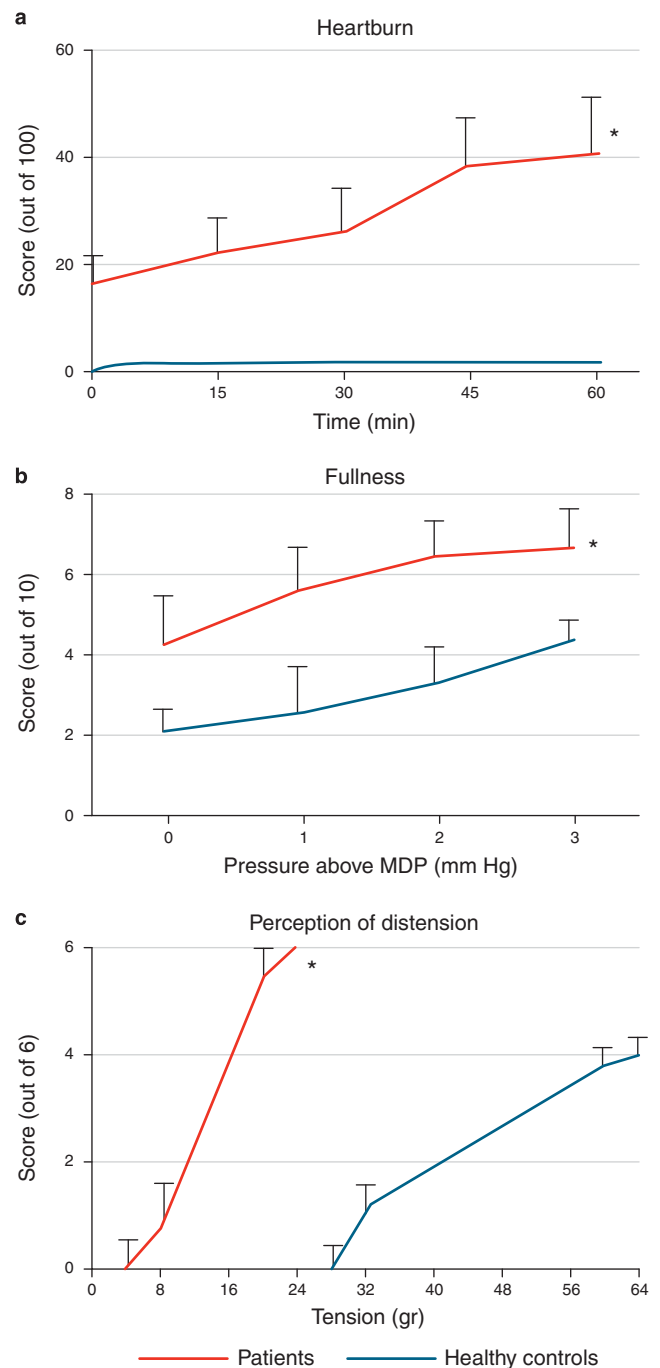 a
Heartburn
60
40
20
0
Score (out of 100)
*
0 15 30 45 60
Time (min)
b
Fullness
8
6
4
2
0
Score (out of 10)
*
0 1 2 3
Pressure above MDP (mm Hg)
c
Perception of distension
6
4
2
0
Score (out of 6)
*
0 8 16 24 32 40 48 56 64
Tension (gr)
Patients Healthy controls